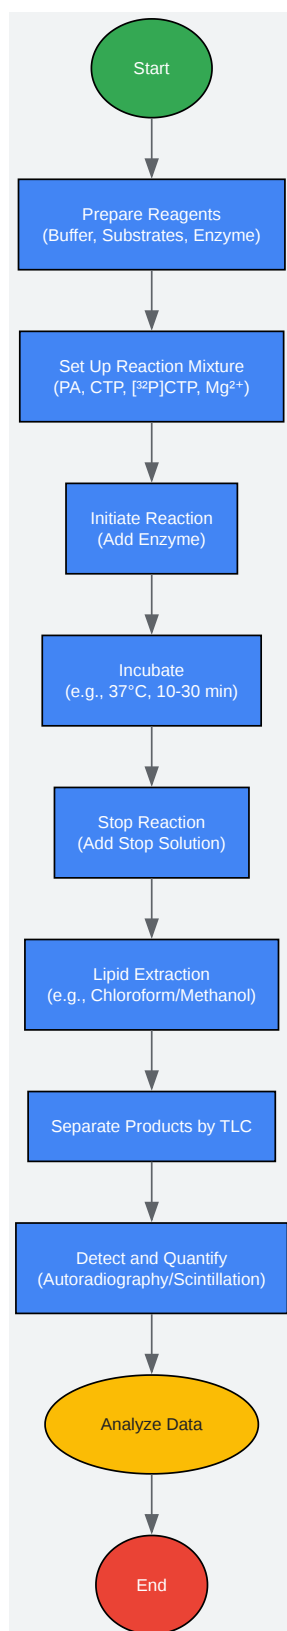 Start
Prepare Reagents
(Buffer, Substrates, Enzyme)
Set Up Reaction Mixture
(PA, CTP, [³²P]CTP, Mg²⁺)
Initiate Reaction
(Add Enzyme)
Incubate
(e.g., 37°C, 10-30 min)
Stop Reaction
(Add Stop Solution)
Lipid Extraction
(e.g., Chloroform/Methanol)
Separate Products by TLC
Detect and Quantify
(Autoradiography/Scintillation)
Analyze Data
End